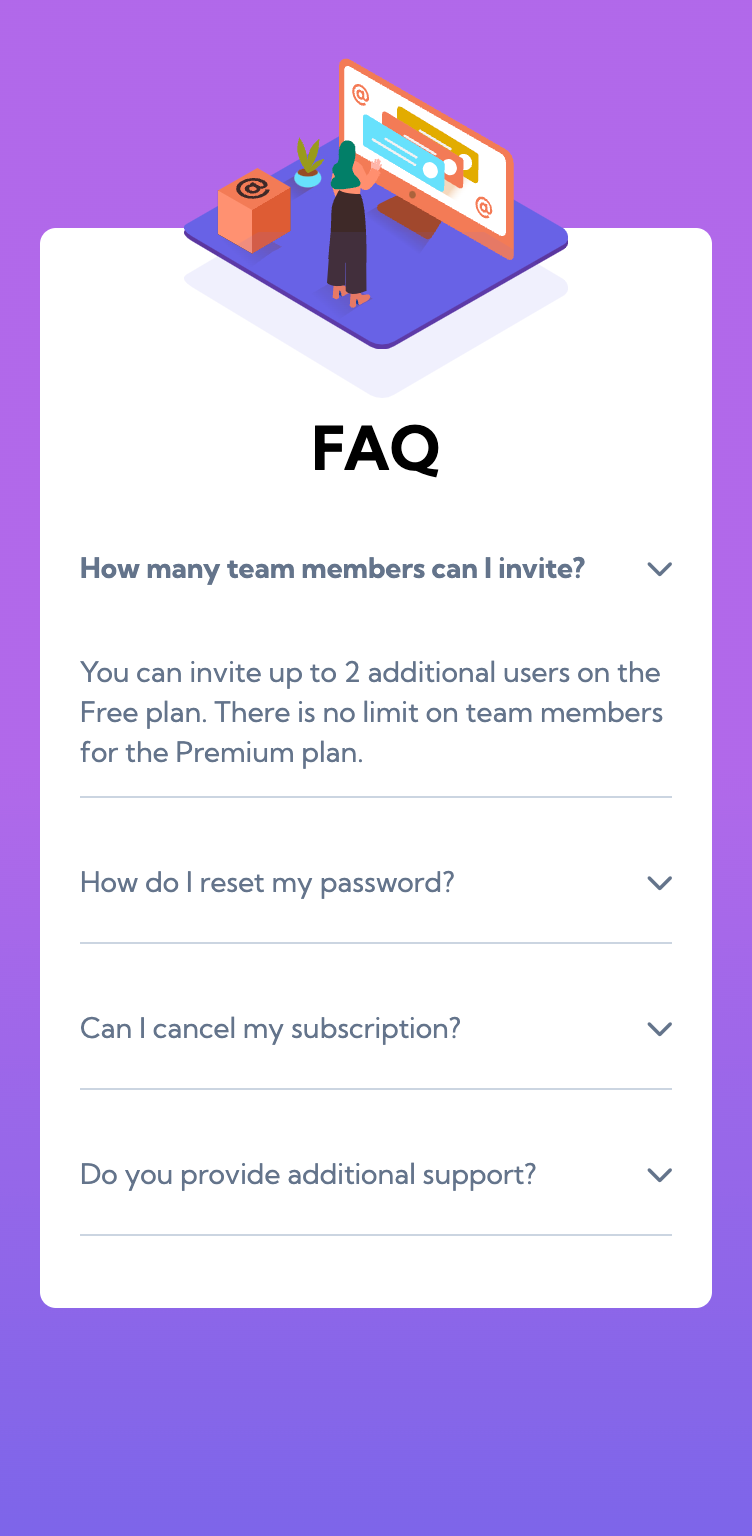 @
@
@
FAQ
How many team members can I invite?
You can invite up to 2 additional users on the
Free plan. There is no limit on team members
for the Premium plan.
How do I reset my password?
Can I cancel my subscription?
Do you provide additional support?